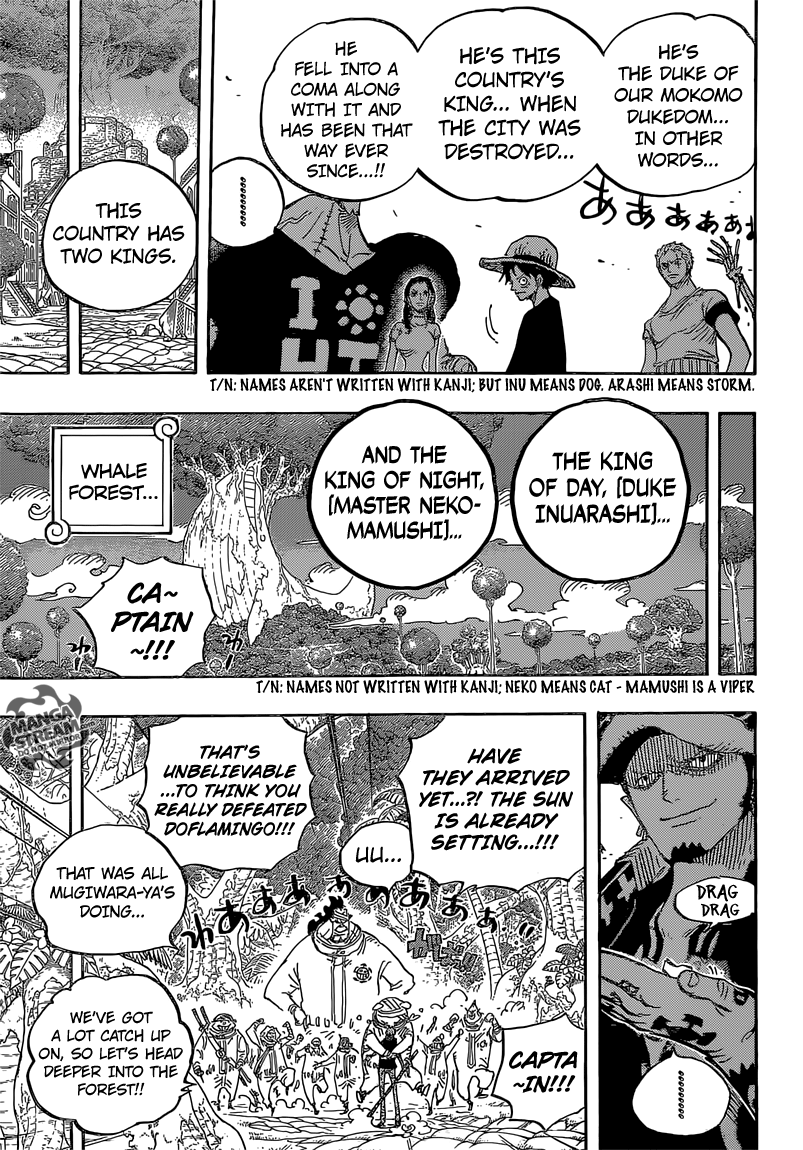 HE'S
THE DUKE OF
OUR MOKOMO
DUKEDOM...
IN OTHER
WORDS...
HE'S THIS
COUNTRY'S
KING... WHEN
THE CITY WAS
DESTROYED...
HE
FELL INTO A
COMA ALONG
WITH IT AND
HAS BEEN THAT
WAY EVER
SINCE...!!
あああぁぁぁ
I
HT
THIS
COUNTRY HAS
TWO KINGS.
T/N: NAMES AREN'T WRITTEN WITH KANJI; BUT INU MEANS DOG. ARASHI MEANS STORM.
THE KING
OF DAY, [DUKE
INUARASHI]...
AND THE
KING OF NIGHT,
[MASTER NEKO-
MAMUSHI]...
WHALE
FOREST...
CA~
PTAIN
~!!!
わっ
わっ
T/N: NAMES NOT WRITTEN WITH KANJI; NEKO MEANS CAT - MAMUSHI IS A VIPER
DRAG
DRAG
HAVE
THEY ARRIVED
YET...?! THE SUN
IS ALREADY
SETTING...!!!
UU...
THAT'S
UNBELIEVABLE
...TO THINK YOU
REALLY DEFEATED
DOFLAMINGO!!!
THAT WAS ALL
MUGIWARA-YA'S
DOING...
CAPTA
~IN!!!
WE'VE GOT
A LOT CATCH UP
ON, SO LET'S HEAD
DEEPER INTO THE
FOREST!!
MANGA
STREAM